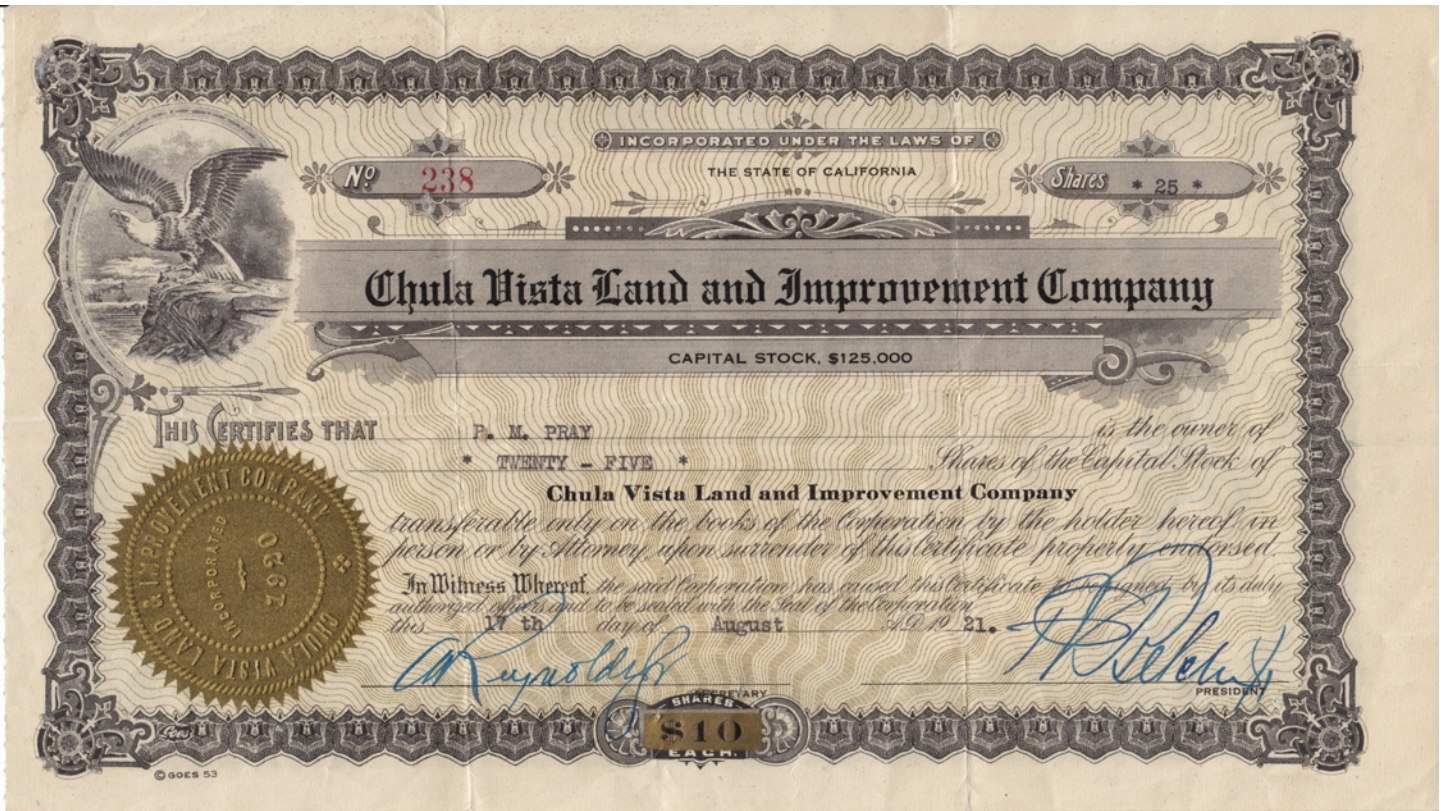 INCORPORATED UNDER THE LAWS OF
THE STATE OF CALIFORNIA
Nº 238
Shares * 25 *
Chula Vista Land and Improvement Company
CAPITAL STOCK, $125,000
THIS CERTIFIES THAT P. M. PRAY is the owner of
* TWENTY - FIVE * Shares of the Capital Stock of
Chula Vista Land and Improvement Company
transferable only on the books of the Corporation by the holder hereof in
person or by Attorney, upon surrender of this Certificate properly endorsed.
In Witness Whereof, the said Corporation has caused this Certificate to be signed by its duly
authorized officers and to be sealed with the Seal of the Corporation
this 17 th day of August A.D. 19 21.
CHULA VISTA LAND & IMPROVEMENT COMPANY
INCORPORATED
1920
SECRETARY
PRESIDENT
SHARES
$10
EACH.
Goes
© GOES 53